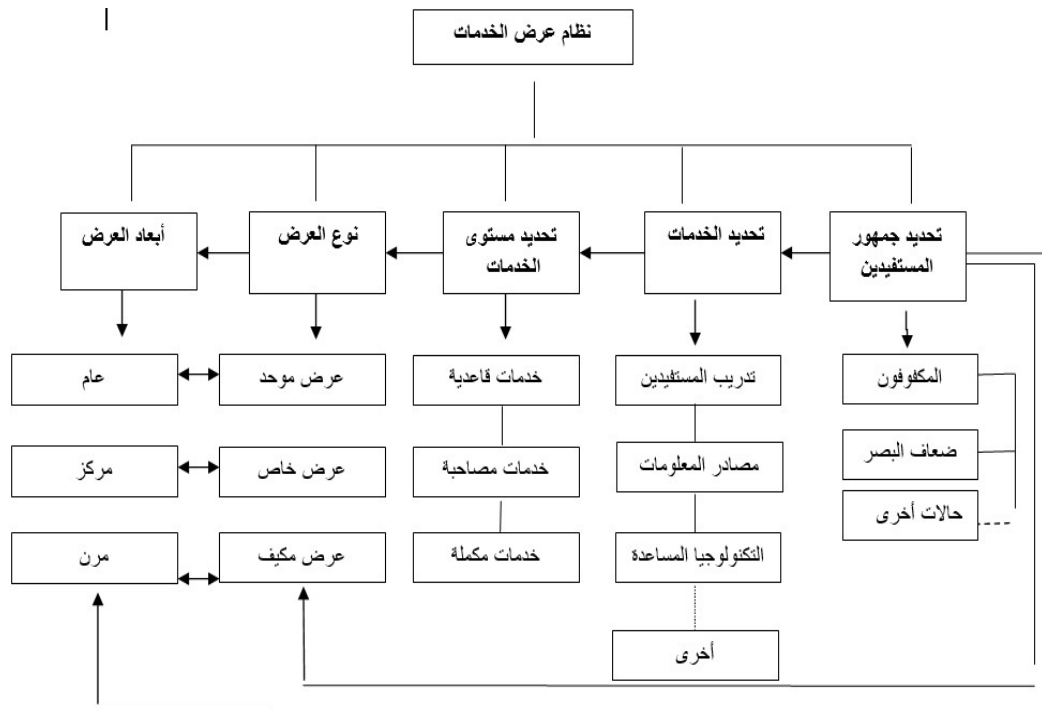 نظام عرض الخدمات
تحديد جمهور
المستفيدين
تحديد الخدمات
تحديد مستوى
الخدمات
نوع العرض
أبعاد العرض
المكفوفون
تدريب المستفيدين
خدمات قاعدية
عرض موحد
عام
ضعاف البصر
مصادر المعلومات
خدمات مصاحبة
عرض خاص
مركز
حالات أخرى
التكنولوجيا المساعدة
خدمات مكملة
عرض مكيف
مرن
أخرى